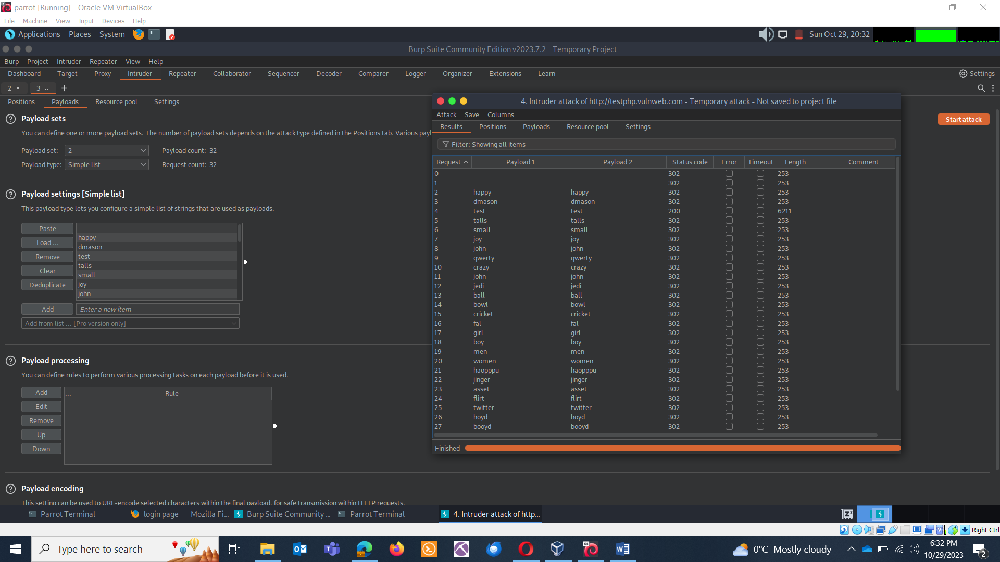 parrot [Running] - Oracle VM VirtualBox
File Machine View Input Devices Help
Applications Places System
Sun Oct 29, 20:32
Burp Suite Community Edition v2023.7.2 - Temporary Project
Burp Project Intruder Repeater View Help
Dashboard Target Proxy Intruder Repeater Collaborator Sequencer Decoder Comparer Logger Organizer Extensions Learn Settings
2 × 3 × +
Positions Payloads Resource pool Settings
Payload sets
You can define one or more payload sets. The number of payload sets depends on the attack type defined in the Positions tab. Various payl
Payload set: 2 Payload count: 32
Payload type: Simple list Request count: 32
Start attack
Payload settings [Simple list]
This payload type lets you configure a simple list of strings that are used as payloads.
Paste
Load ...
Remove
Clear
Deduplicate
happy
dmason
test
talls
small
joy
john
Add Enter a new item
Add from list ... [Pro version only]
Payload processing
You can define rules to perform various processing tasks on each payload before it is used.
Add
Edit
Remove
Up
Down
... Rule
Payload encoding
This setting can be used to URL-encode selected characters within the final payload, for safe transmission within HTTP requests.
4. Intruder attack of http://testphp.vulnweb.com - Temporary attack - Not saved to project file
Attack Save Columns
Results Positions Payloads Resource pool Settings
Filter: Showing all items
Request Payload 1 Payload 2 Status code Error Timeout Length Comment
0 302 253
1 302 253
2 happy happy 302 253
3 dmason dmason 302 253
4 test test 200 6211
5 talls talls 302 253
6 small small 302 253
7 joy joy 302 253
8 john john 302 253
9 qwerty qwerty 302 253
10 crazy crazy 302 253
11 john john 302 253
12 jedi jedi 302 253
13 ball ball 302 253
14 bowl bowl 302 253
15 cricket cricket 302 253
16 fal fal 302 253
17 girl girl 302 253
18 boy boy 302 253
19 men men 302 253
20 women women 302 253
21 haopppu haopppu 302 253
22 jinger jinger 302 253
23 asset asset 302 253
24 flirt flirt 302 253
25 twitter twitter 302 253
26 hoyd hoyd 302 253
27 booyd booyd 302 253
Finished
Parrot Terminal login page — Mozilla Fi... Burp Suite Community ... Parrot Terminal 4. Intruder attack of http...
Right Ctrl
Type here to search
0°C Mostly cloudy
6:32 PM
10/29/2023
2